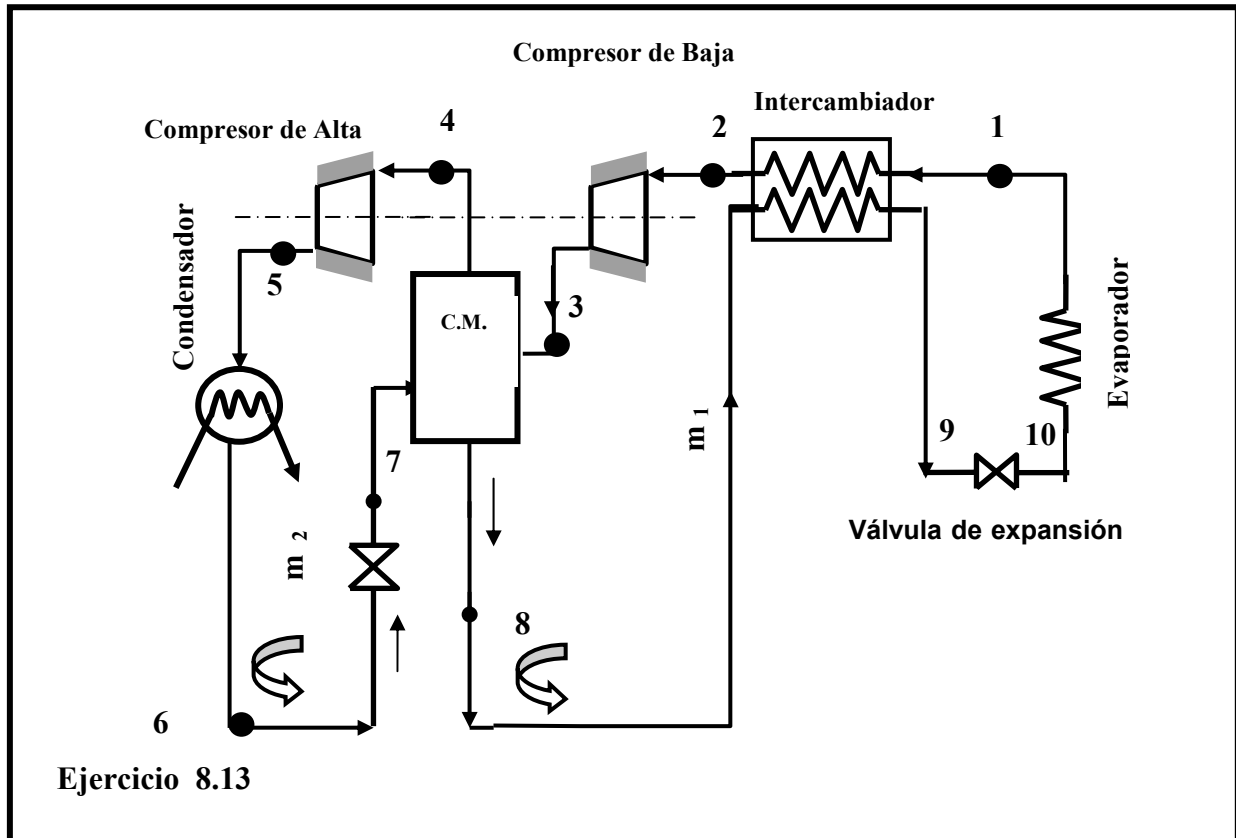 Compresor de Baja
Intercambiador
Compresor de Alta
4
2
1
5
3
Condensador
C.M.
Evaporador
m 1
7
9
10
m 2
Válvula de expansión
8
6
Ejercicio 8.13